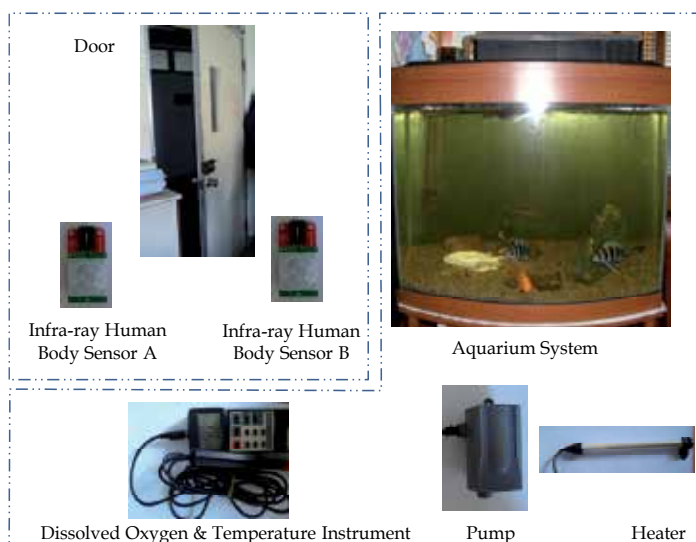 Door
Infra-ray Human
Body Sensor A
Infra-ray Human
Body Sensor B
Aquarium System
Dissolved Oxygen & Temperature Instrument
Pump
Heater